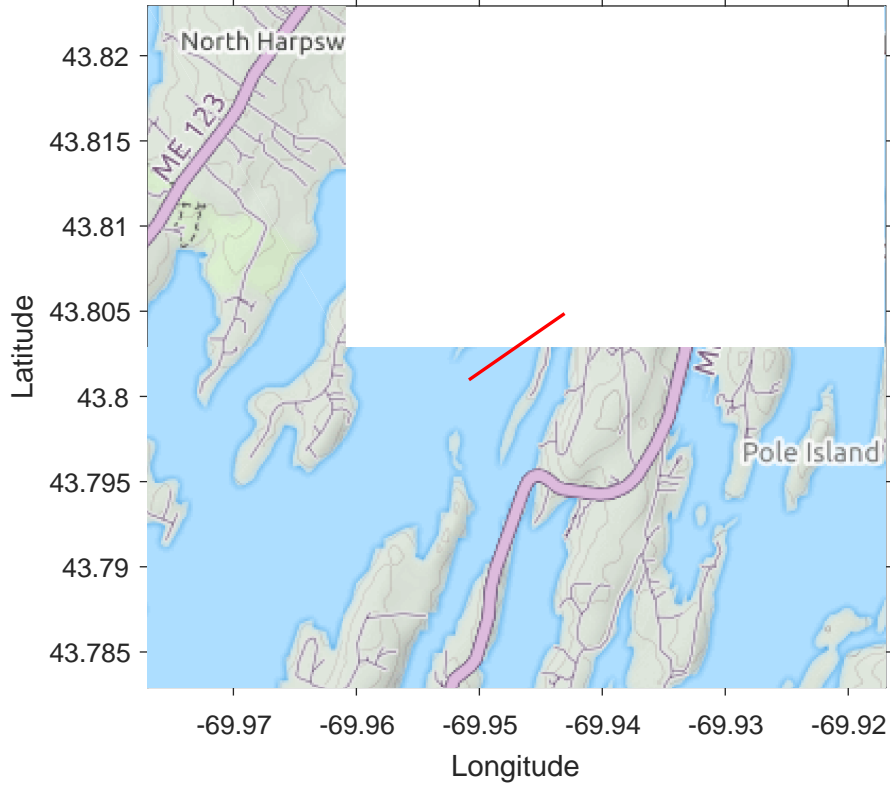 North Harpsw
43.82
43.815
ME 123
43.81
43.805
Latitude
43.8
Pole Island
43.795
43.79
43.785
-69.97
-69.96
-69.95
-69.94
-69.93
-69.92
Longitude